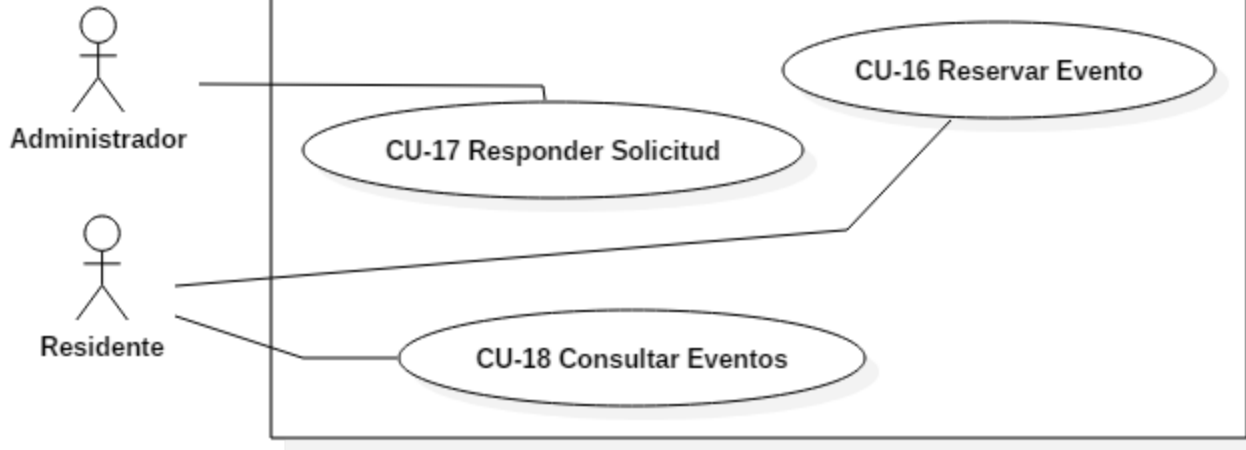 CU-16 Reservar Evento
Administrador
CU-17 Responder Solicitud
Residente
CU-18 Consultar Eventos